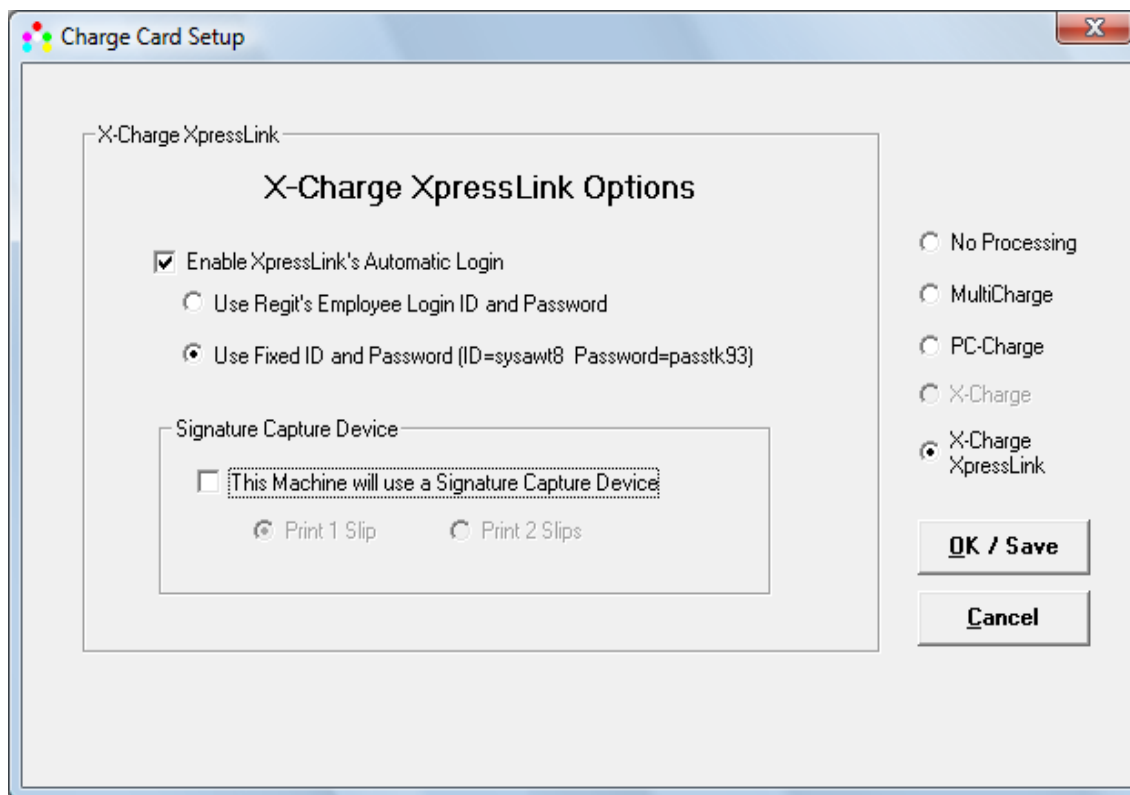 Charge Card Setup
X-Charge XpressLink
X-Charge XpressLink Options
Enable XpressLink's Automatic Login
Use Regit's Employee Login ID and Password
Use Fixed ID and Password (ID=sysawt8 Password=passtk93)
Signature Capture Device
This Machine will use a Signature Capture Device
Print 1 Slip
Print 2 Slips
No Processing
MultiCharge
PC-Charge
X-Charge
X-Charge
XpressLink
OK / Save
Cancel